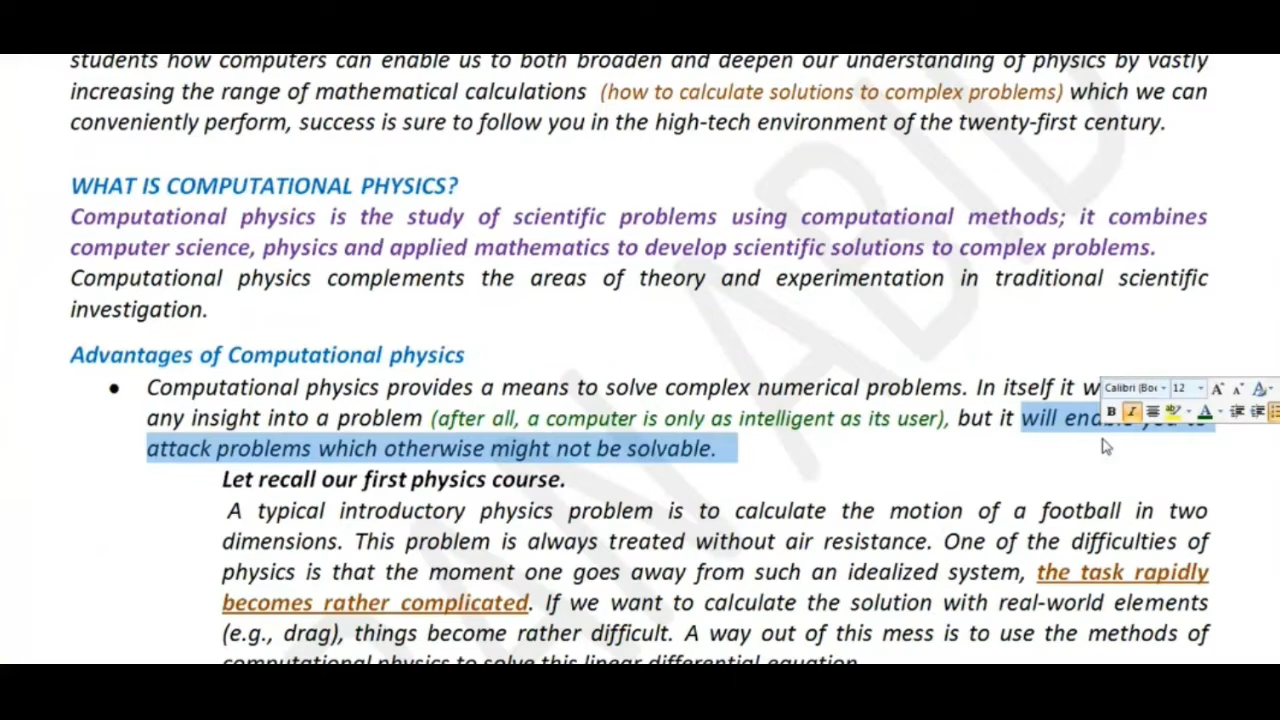 students how computers can enable us to both broaden and deepen our understanding of physics by vastly
increasing the range of mathematical calculations (how to calculate solutions to complex problems) which we can
conveniently perform, success is sure to follow you in the high-tech environment of the twenty-first century.
WHAT IS COMPUTATIONAL PHYSICS?
Computational physics is the study of scientific problems using computational methods; it combines
computer science, physics and applied mathematics to develop scientific solutions to complex problems.
Computational physics complements the areas of theory and experimentation in traditional scientific
investigation.
Advantages of Computational physics
• Computational physics provides a means to solve complex numerical problems. In itself it
Calibri (Bo 12
any insight into a problem (after all, a computer is only as intelligent as its user), but it will
attack problems which otherwise might not be solvable.
Let recall our first physics course.
A typical introductory physics problem is to calculate the motion of a football in two
dimensions. This problem is always treated without air resistance. One of the difficulties of
physics is that the moment one goes away from such an idealized system, the task rapidly
becomes rather complicated. If we want to calculate the solution with real-world elements
(e.g., drag), things become rather difficult. A way out of this mess is to use the methods of
computational physics to solve this linear differential equation